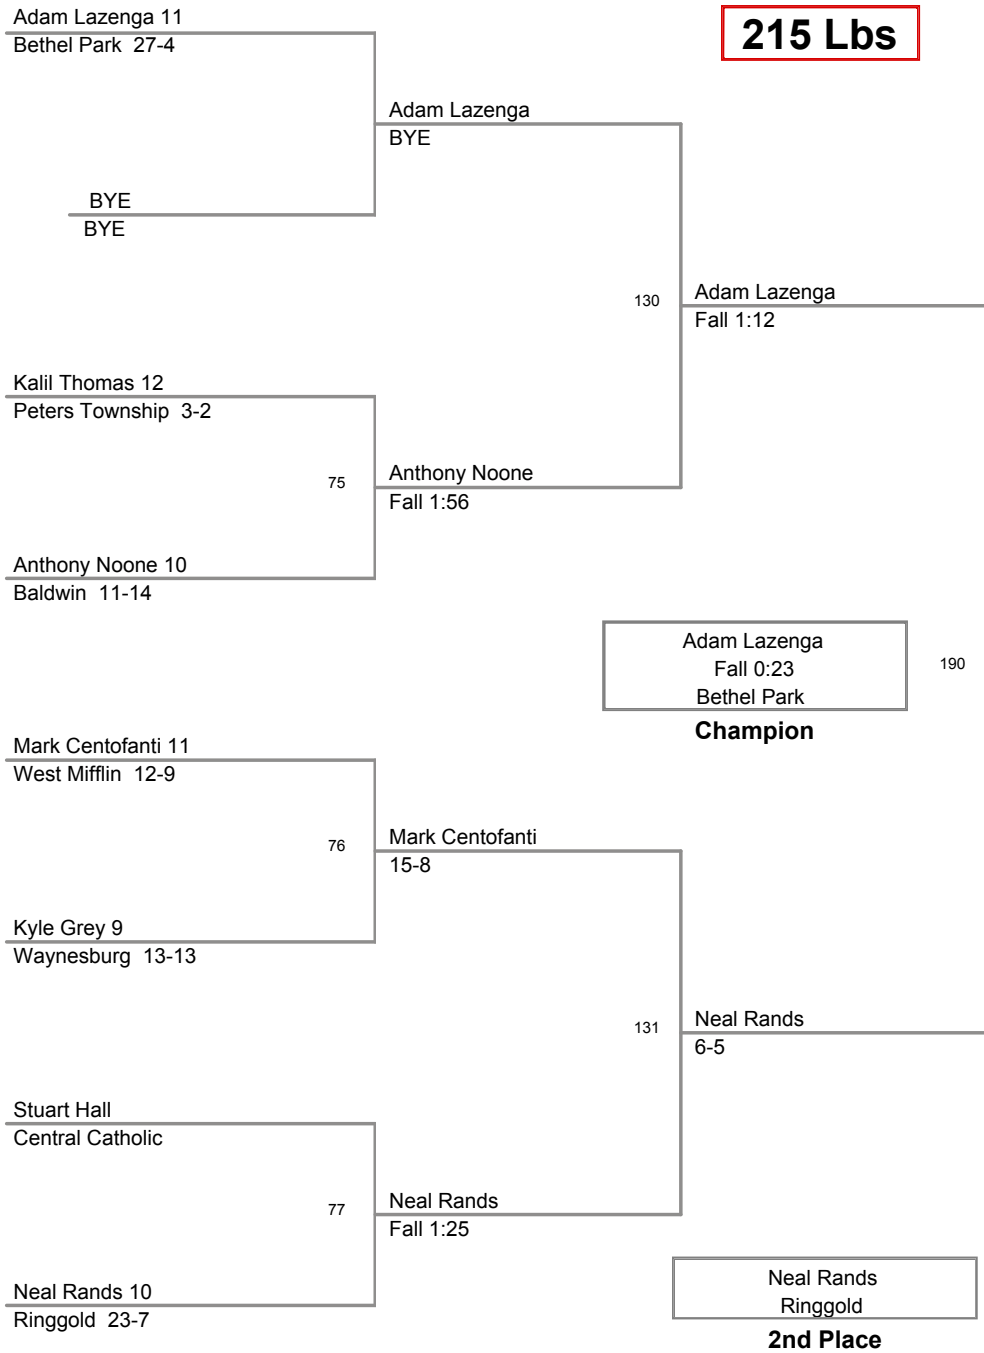 Adam Lazenga 11
Bethel Park 27-4
215 Lbs
Adam Lazenga
BYE
BYE
BYE
130
Adam Lazenga
Fall 1:12
Kalil Thomas 12
Peters Township 3-2
75
Anthony Noone
Fall 1:56
Anthony Noone 10
Baldwin 11-14
Adam Lazenga
Fall 0:23
Bethel Park
190
Champion
Mark Centofanti 11
West Mifflin 12-9
76
Mark Centofanti
15-8
Kyle Grey 9
Waynesburg 13-13
131
Neal Rands
6-5
Stuart Hall
Central Catholic
77
Neal Rands
Fall 1:25
Neal Rands 10
Ringgold 23-7
Neal Rands
Ringgold
2nd Place